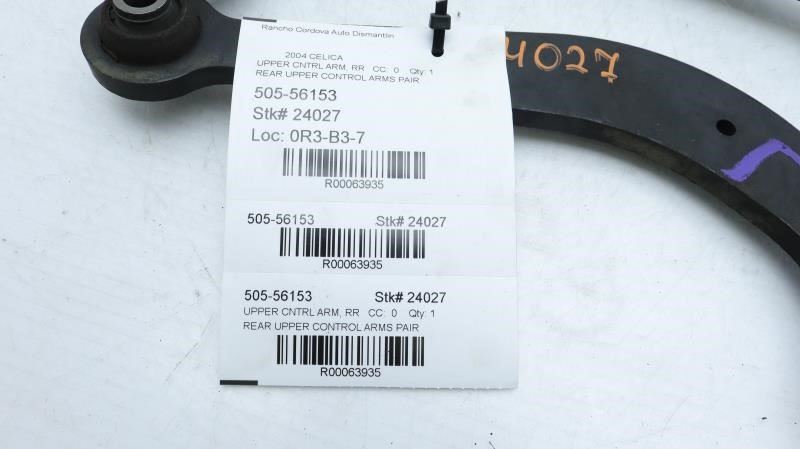 Rancho Cordova Auto Dismantlin
2004 CELICA
UPPER CNTRL ARM, RR CC: 0 Qty: 1
REAR UPPER CONTROL ARMS PAIR
505-56153
Stk# 24027
Loc: 0R3-B3-7
R00063935
505-56153 Stk# 24027
R00063935
505-56153 Stk# 24027
UPPER CNTRL ARM, RR CC: 0 Qty: 1
REAR UPPER CONTROL ARMS PAIR
R00063935
4027